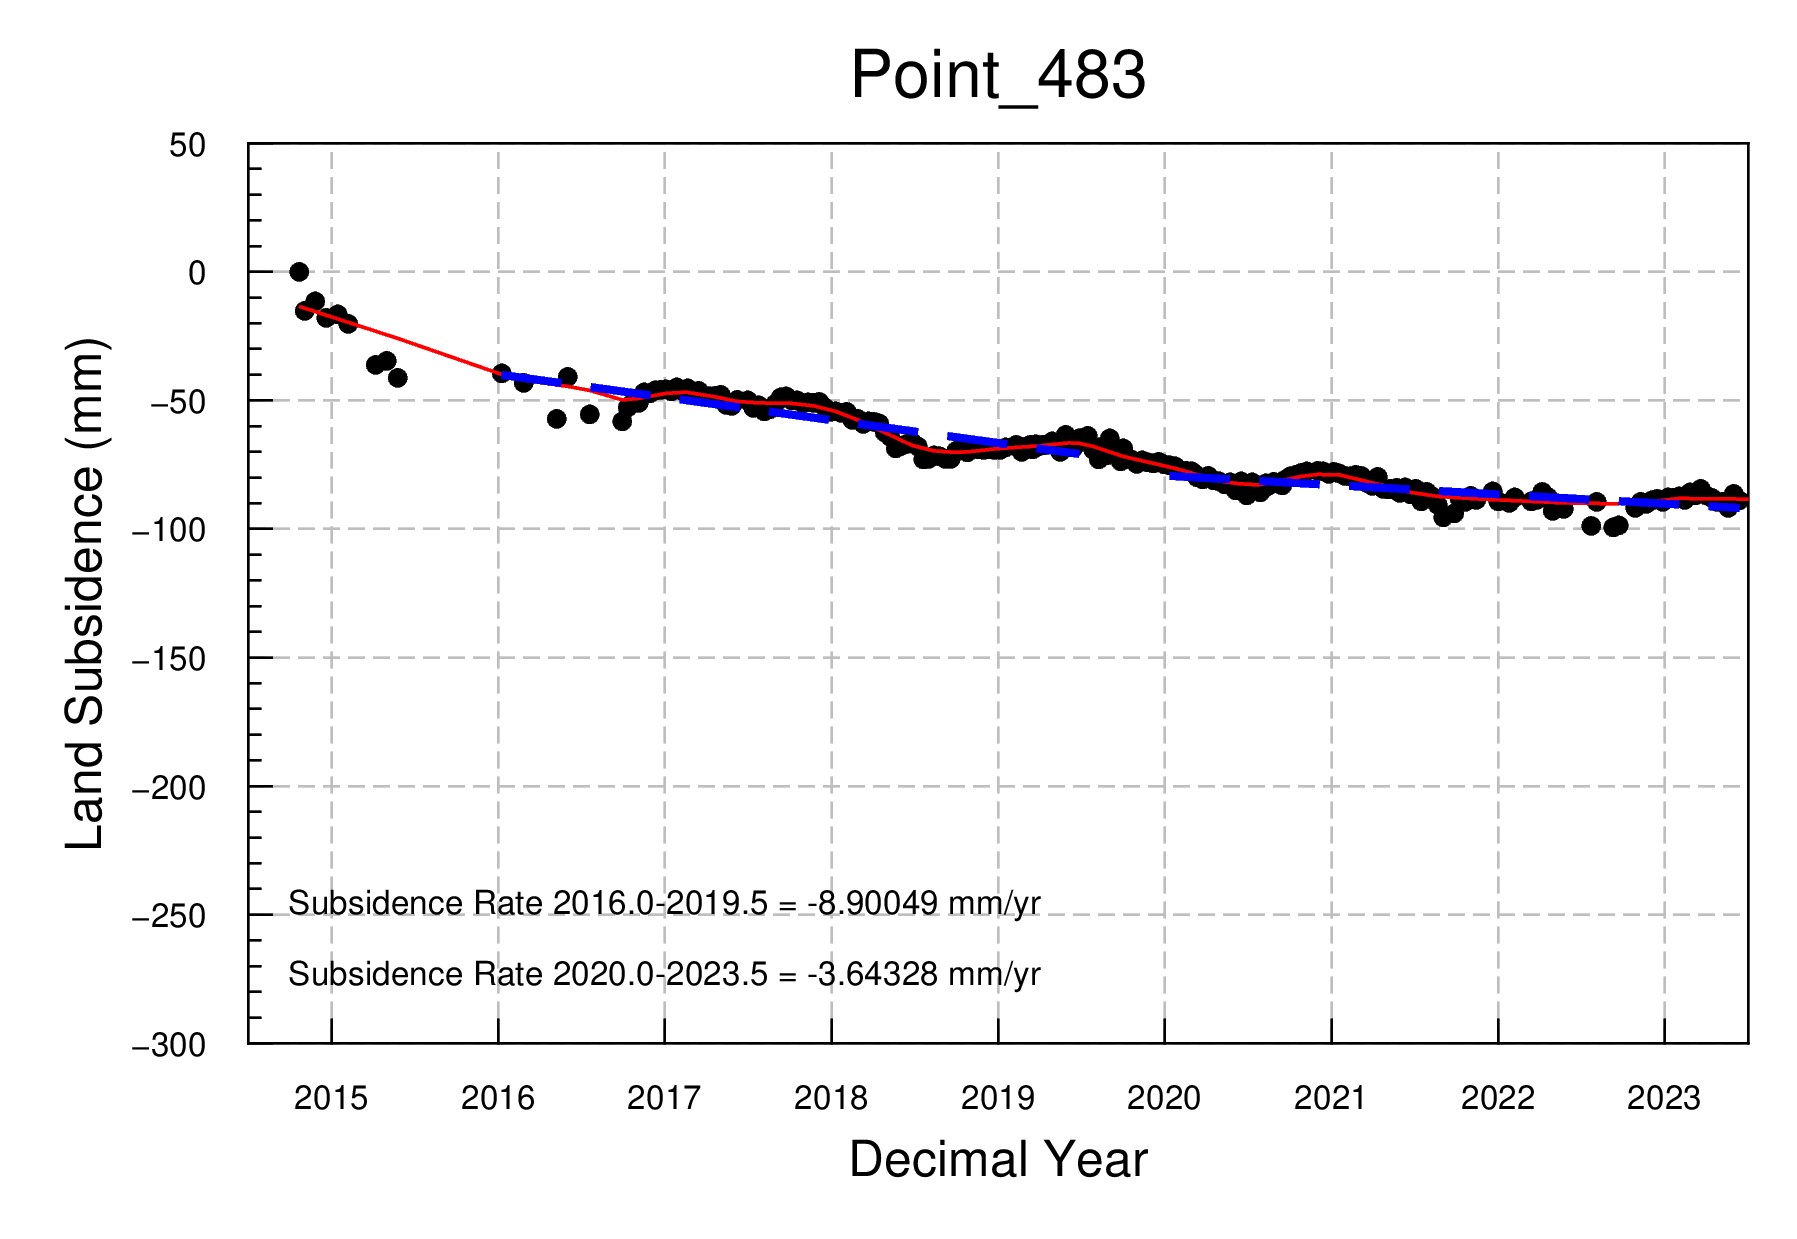 Point_483
50
0
−50
−100
−150
−200
−250
−300
Land Subsidence (mm)
Subsidence Rate 2016.0-2019.5 = -8.90049 mm/yr
Subsidence Rate 2020.0-2023.5 = -3.64328 mm/yr
2015 2016 2017 2018 2019 2020 2021 2022 2023
Decimal Year